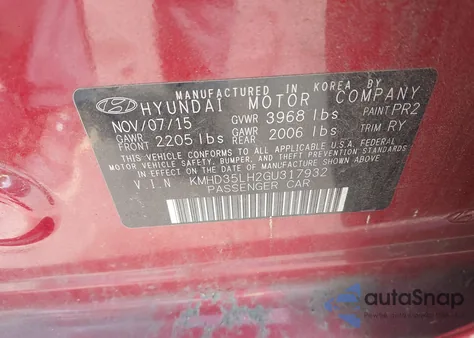 MANUFACTURED IN KOREA BY
HYUNDAI MOTOR COMPANY
NOV/07/15 GVWR 3968 lbs PAINT PR2
GAWR FRONT 2205 lbs GAWR REAR 2006 lbs TRIM RY
THIS VEHICLE CONFORMS TO ALL APPLICABLE U.S.A. FEDERAL
MOTOR VEHICLE SAFETY, BUMPER, AND THEFT PREVENTION STANDARDS
IN EFFECT ON THE DATE OF MANUFACTURE SHOWN ABOVE.
V.I.N KMHD35LH2GU317932
PASSENGER CAR
autoSnap